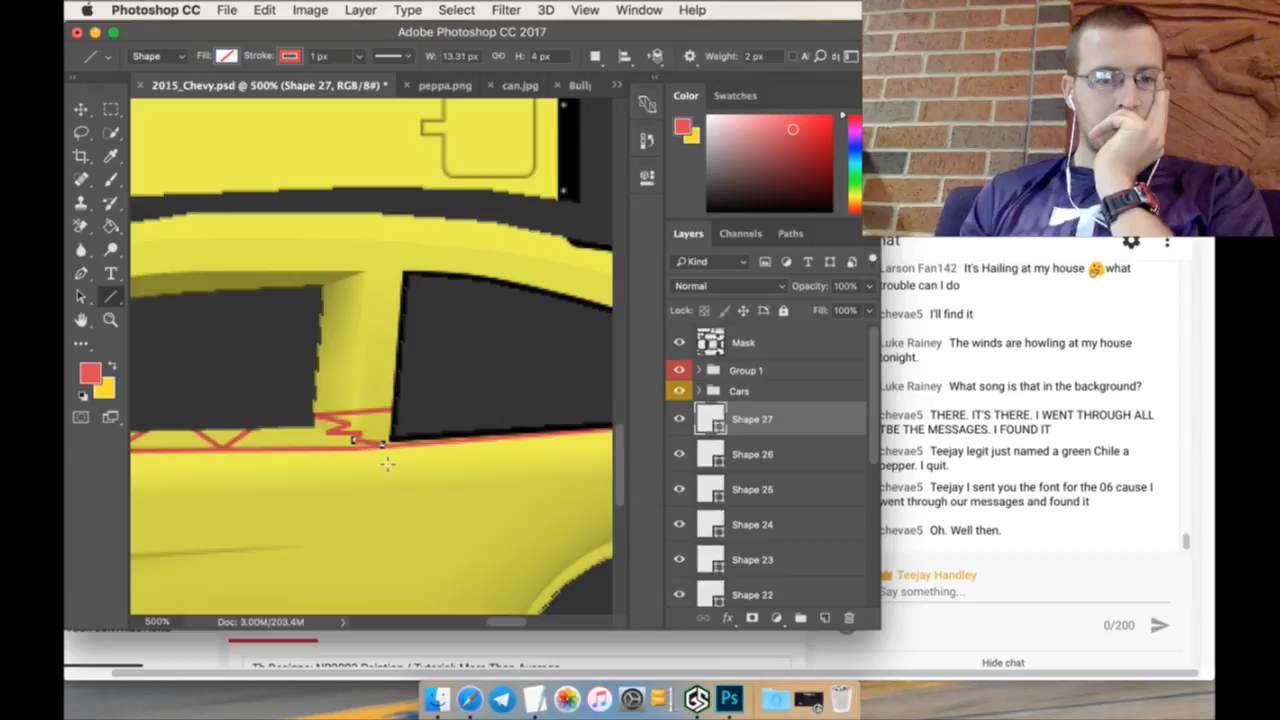 Photoshop CC File Edit Image Layer Type Select Filter 3D View Window Help
Adobe Photoshop CC 2017
Shape Fill: Stroke: 1 px W: 13.31 px H: 4 px Weight: 2 px
2015_Chevy.psd @ 500% (Shape 27, RGB/8#) * peppa.png can.jpg
Color Swatches
Layers Channels Paths
Kind
Normal Opacity: 100%
Lock: Fill: 100%
Mask
Group 1
Cars
Shape 27
Shape 26
Shape 25
Shape 24
Shape 23
Shape 22
fx
500% Doc: 3.00M/203.4M
Larson Fan142 It's Hailing at my house 🤔 what
trouble can I do
chevae5 I'll find it
Luke Rainey The winds are howling at my house
tonight.
Luke Rainey What song is that in the background?
chevae5 THERE. IT'S THERE. I WENT THROUGH ALL
TBE THE MESSAGES. I FOUND IT
chevae5 Teejay legit just named a green Chile a
pepper. I quit.
chevae5 Teejay I sent you the font for the 06 cause I
went through our messages and found it
chevae5 Oh. Well then.
Teejay Handley
Say something...
0/200
Hide chat
Ps